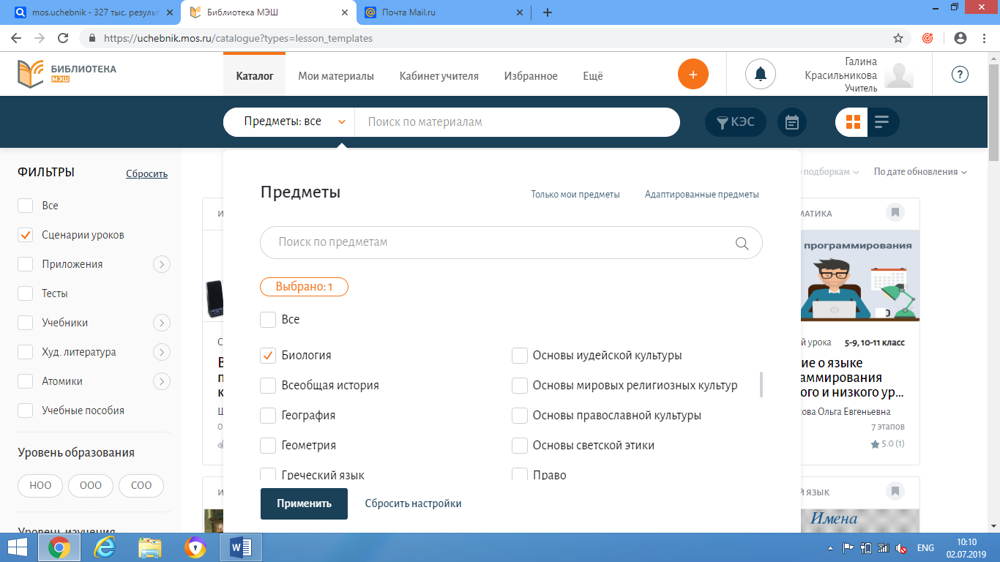 mos.uchebnik - 327 тыс. результ
Библиотека МЭШ
Почта Mail.ru
https://uchebnik.mos.ru/catalogue?types=lesson_templates
БИБЛИОТЕКА
МЭШ
Каталог
Мои материалы
Кабинет учителя
Избранное
Ещё
+
Галина
Красильникова
Учитель
?
Предметы: все
Поиск по материалам
КЭС
ФИЛЬТРЫ
Сбросить
Все
Сценарии уроков
Приложения
Тесты
Учебники
Худ. литература
Атомики
Учебные пособия
Уровень образования
НОО
ООО
СОО
Уровень изучения
подборкам
По дате обновления
Предметы
Только мои предметы
Адаптированные предметы
Поиск по предметам
Выбрано: 1
Все
Биология
Основы иудейской культуры
Всеобщая история
Основы мировых религиозных культур
География
Основы православной культуры
Геометрия
Основы светской этики
Греческий язык
Право
Применить
Сбросить настройки
МАТИКА
программирования
й урока
5-9, 10-11 класс
ие о языке
аммирования
ого и низкого ур...
кова Ольга Евгеньевна
7 этапов
5.0 (1)
й язык
Имена
ENG
10:10
02.07.2019